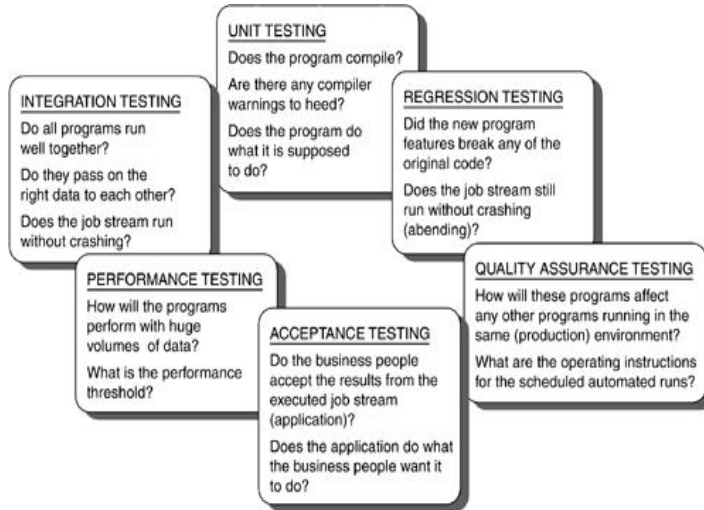 UNIT TESTING
Does the program compile?
Are there any compiler
warnings to heed?
Does the program do
what it is supposed
to do?
INTEGRATION TESTING
Do all programs run
well together?
Do they pass on the
right data to each other?
Does the job stream run
without crashing?
REGRESSION TESTING
Did the new program
features break any of the
original code?
Does the job stream still
run without crashing
(abending)?
PERFORMANCE TESTING
How will the programs
perform with huge
volumes of data?
What is the performance
threshold?
ACCEPTANCE TESTING
Do the business people
accept the results from the
executed job stream
(application)?
Does the application do what
the business people want it
to do?
QUALITY ASSURANCE TESTING
How will these programs affect
any other programs running in the
same (production) environment?
What are the operating instructions
for the scheduled automated runs?